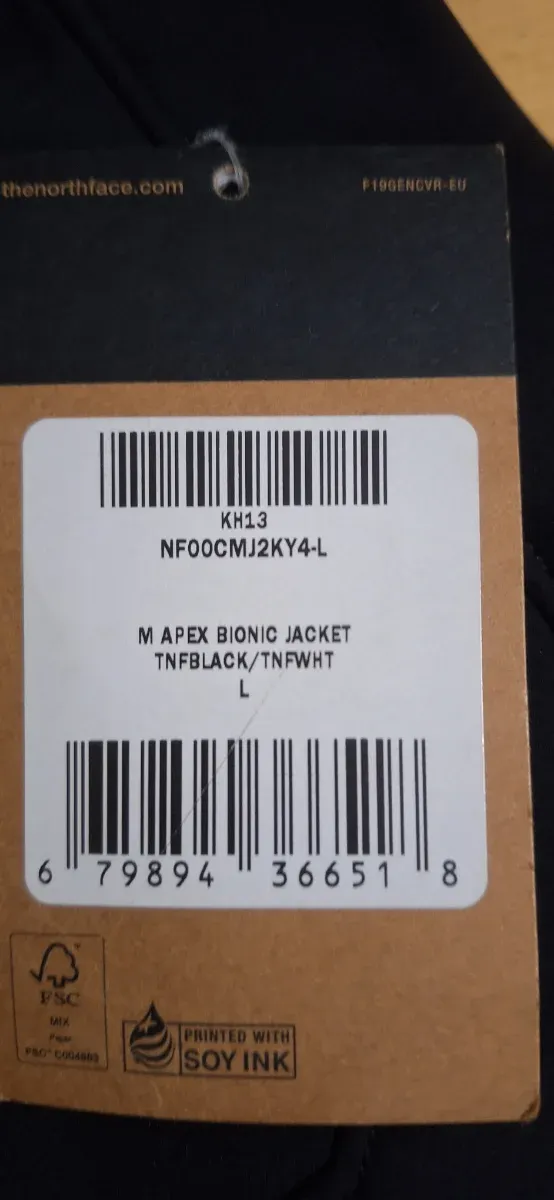 thenorthface.com
F19GENCVR-EU
KH13
NF00CMJ2KY4-L
M APEX BIONIC JACKET
TNFBLACK/TNFWHT
L
6 79894 36651 8
FSC
MIX
Paper
PRINTED WITH
SOY INK